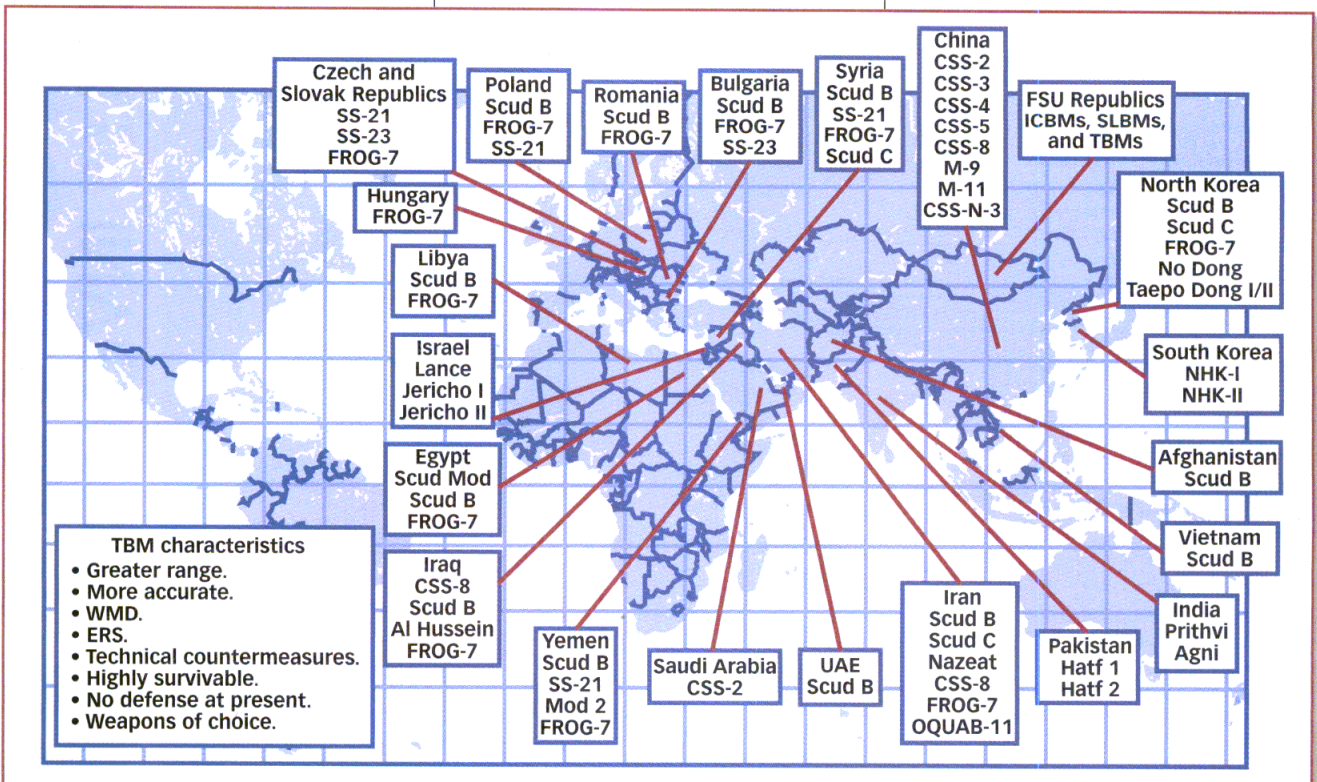 Czech and
Slovak Republics
SS-21
SS-23
FROG-7
Poland
Scud B
FROG-7
SS-21
Romania
Scud B
FROG-7
Bulgaria
Scud B
FROG-7
SS-23
Syria
Scud B
SS-21
FROG-7
Scud C
China
CSS-2
CSS-3
CSS-4
CSS-5
CSS-8
M-9
M-11
CSS-N-3
FSU Republics
ICBMs, SLBMs,
and TBMs
Hungary
FROG-7
North Korea
Scud B
Scud C
FROG-7
No Dong
Taepo Dong I/II
Libya
Scud B
FROG-7
South Korea
NHK-I
NHK-II
Israel
Lance
Jericho I
Jericho II
Afghanistan
Scud B
Egypt
Scud Mod
Scud B
FROG-7
Vietnam
Scud B
TBM characteristics
• Greater range.
• More accurate.
• WMD.
• ERS.
• Technical countermeasures.
• Highly survivable.
• No defense at present.
• Weapons of choice.
Iraq
CSS-8
Scud B
Al Hussein
FROG-7
Yemen
Scud B
SS-21
Mod 2
FROG-7
Saudi Arabia
CSS-2
UAE
Scud B
Iran
Scud B
Scud C
Nazeat
CSS-8
FROG-7
OQUAB-11
Pakistan
Hatf 1
Hatf 2
India
Prithvi
Agni